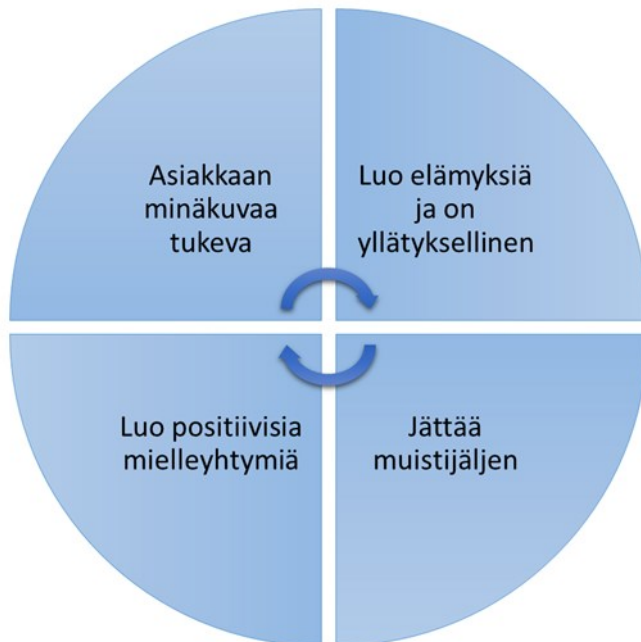 Asiakkaan
minäkuvaa
tukeva
Luo elämyksiä
ja on
yllätyksellinen
Luo positiivisia
mielleyhtymiä
Jättää
muistijäljen